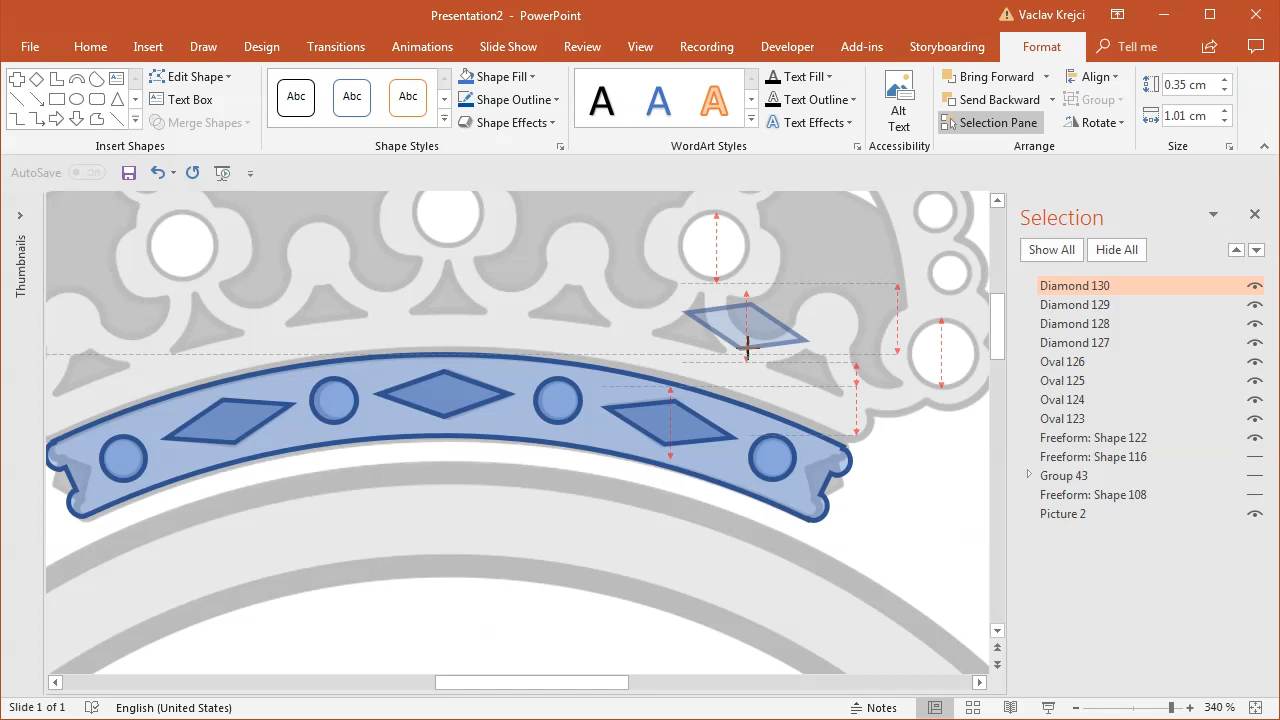 Presentation2 - PowerPoint
Vaclav Krejci
File Home Insert Draw Design Transitions Animations Slide Show Review View Recording Developer Add-ins Storyboarding Format Tell me
Edit Shape
Text Box
Merge Shapes
Insert Shapes
Abc Abc Abc
Shape Fill
Shape Outline
Shape Effects
Shape Styles
A A A
Text Fill
Text Outline
Text Effects
WordArt Styles
Alt
Text
Accessibility
Bring Forward
Send Backward
Selection Pane
Align
Group
Rotate
Arrange
0.35 cm
1.01 cm
Size
AutoSave Off
Thumbnails
Selection
Show All Hide All
Diamond 130
Diamond 129
Diamond 128
Diamond 127
Oval 126
Oval 125
Oval 124
Oval 123
Freeform: Shape 122
Freeform: Shape 116
Group 43
Freeform: Shape 108
Picture 2
Slide 1 of 1 English (United States) Notes 340 %